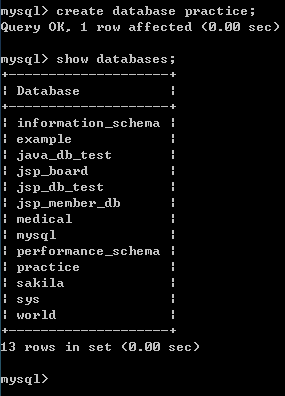 mysql> create database practice;
Query OK, 1 row affected (0.00 sec)
mysql> show databases;
+--------------------+
¦ Database           ¦
+--------------------+
¦ information_schema ¦
¦ example            ¦
¦ java_db_test       ¦
¦ jsp_board          ¦
¦ jsp_db_test        ¦
¦ jsp_member_db      ¦
¦ medical            ¦
¦ mysql              ¦
¦ performance_schema ¦
¦ practice           ¦
¦ sakila             ¦
¦ sys                ¦
¦ world              ¦
+--------------------+
13 rows in set (0.00 sec)
mysql>